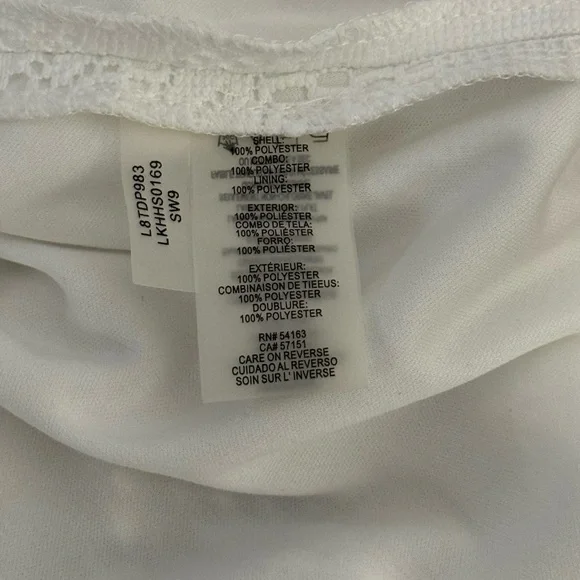 L8TDP983
LKHHS0169
SW9
SHELL:
100% POLYESTER
COMBO:
100% POLYESTER
LINING:
100% POLYESTER
EXTERIOR:
100% POLIÉSTER
COMBO DE TELA:
100% POLIÉSTER
FORRO:
100% POLIÉSTER
EXTÉRIEUR:
100% POLYESTER
COMBINAISON DE TIEEUS:
100% POLYESTER
DOUBLURE:
100% POLYESTER
RN# 54163
CA# 57151
CARE ON REVERSE
CUIDADO AL REVERSO
SOIN SUR L' INVERSE